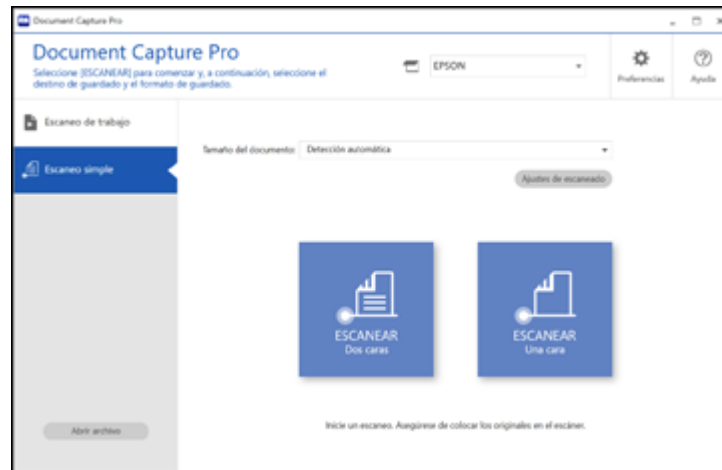 Document Capture Pro
Document Capture Pro
Seleccione [ESCANEAR] para comenzar y, a continuación, seleccione el
destino de guardado y el formato de guardado.
EPSON
Preferencias
Ayuda
Escaneo de trabajo
Escaneo simple
Tamaño del documento: Detección automática
Ajustes de escaneado
ESCANEAR
Dos caras
ESCANEAR
Una cara
Abrir archivo
Inicie un escaneo. Asegúrese de colocar los originales en el escáner.